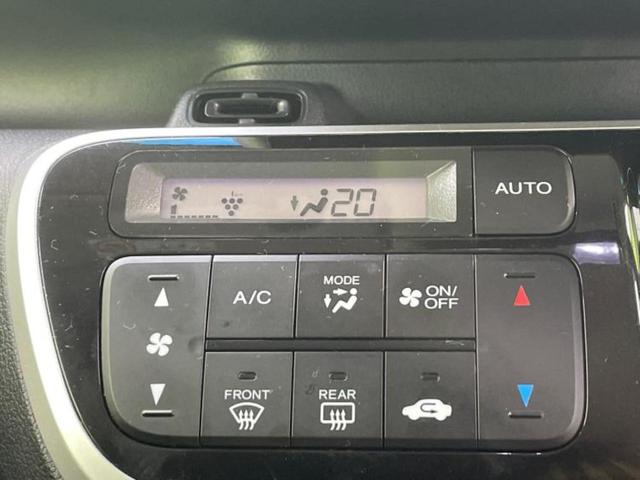 20
AUTO
A/C
MODE
ON/
OFF
FRONT
REAR